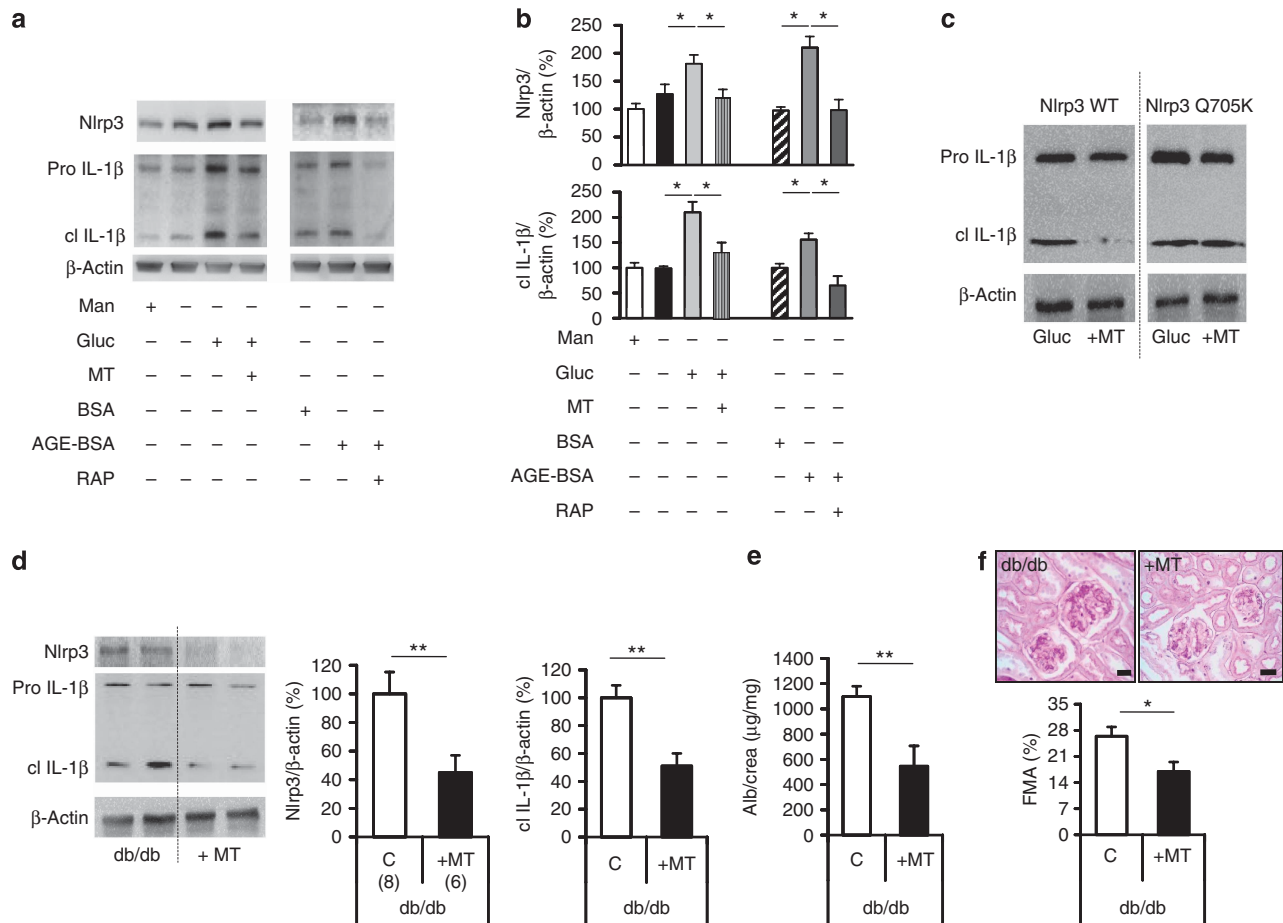 a
Nlrp3
Pro IL-1β
cl IL-1β
β-Actin
Man + – – – – – –
Gluc – – + + – – –
MT – – – + – – –
BSA – – – – + – –
AGE-BSA – – – – – + +
RAP – – – – – – +
b
Nlrp3/
β-actin (%)
250
200
150
100
50
0
* * * *
cl IL-1β/
β-actin (%)
250
200
150
100
50
0
* * * *
Man + – – – – – –
Gluc – – + + – – –
MT – – – + – – –
BSA – – – – + – –
AGE-BSA – – – – – + +
RAP – – – – – – +
c
Nlrp3 WT Nlrp3 Q705K
Pro IL-1β
cl IL-1β
β-Actin
Gluc +MT Gluc +MT
d
Nlrp3
Pro IL-1β
cl IL-1β
β-Actin
db/db + MT
Nlrp3/β-actin (%)
120
100
80
60
40
20
0
**
C +MT
(8) (6)
db/db
cl IL-1β/β-actin (%)
120
100
80
60
40
20
0
**
C +MT
db/db
e
Alb/crea (μg/mg)
1400
1200
1000
800
600
400
200
0
**
C +MT
db/db
f
db/db +MT
FMA (%)
35
28
21
14
7
0
*
C +MT
db/db